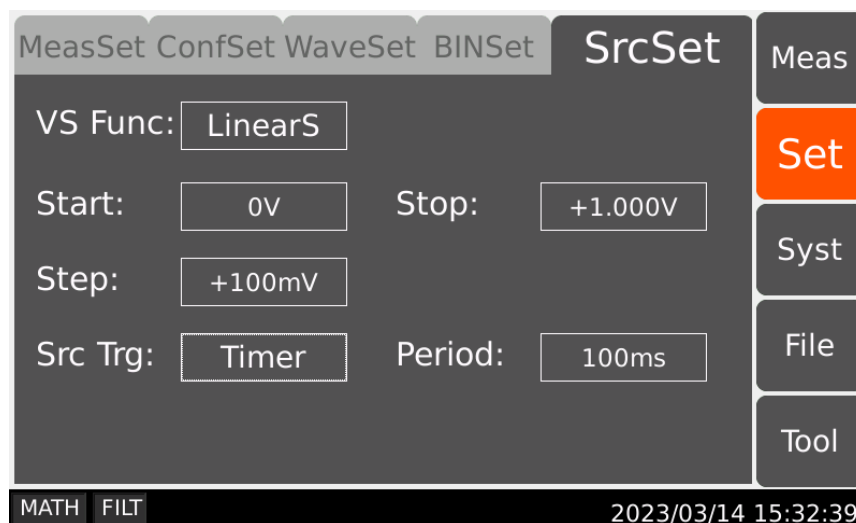 MeasSet ConfSet WaveSet BINSet SrcSet
Meas
VS Func: LinearS
Set
Start: 0V Stop: +1.000V
Syst
Step: +100mV
Src Trg: Timer Period: 100ms
File
Tool
MATH FILT 2023/03/14 15:32:39